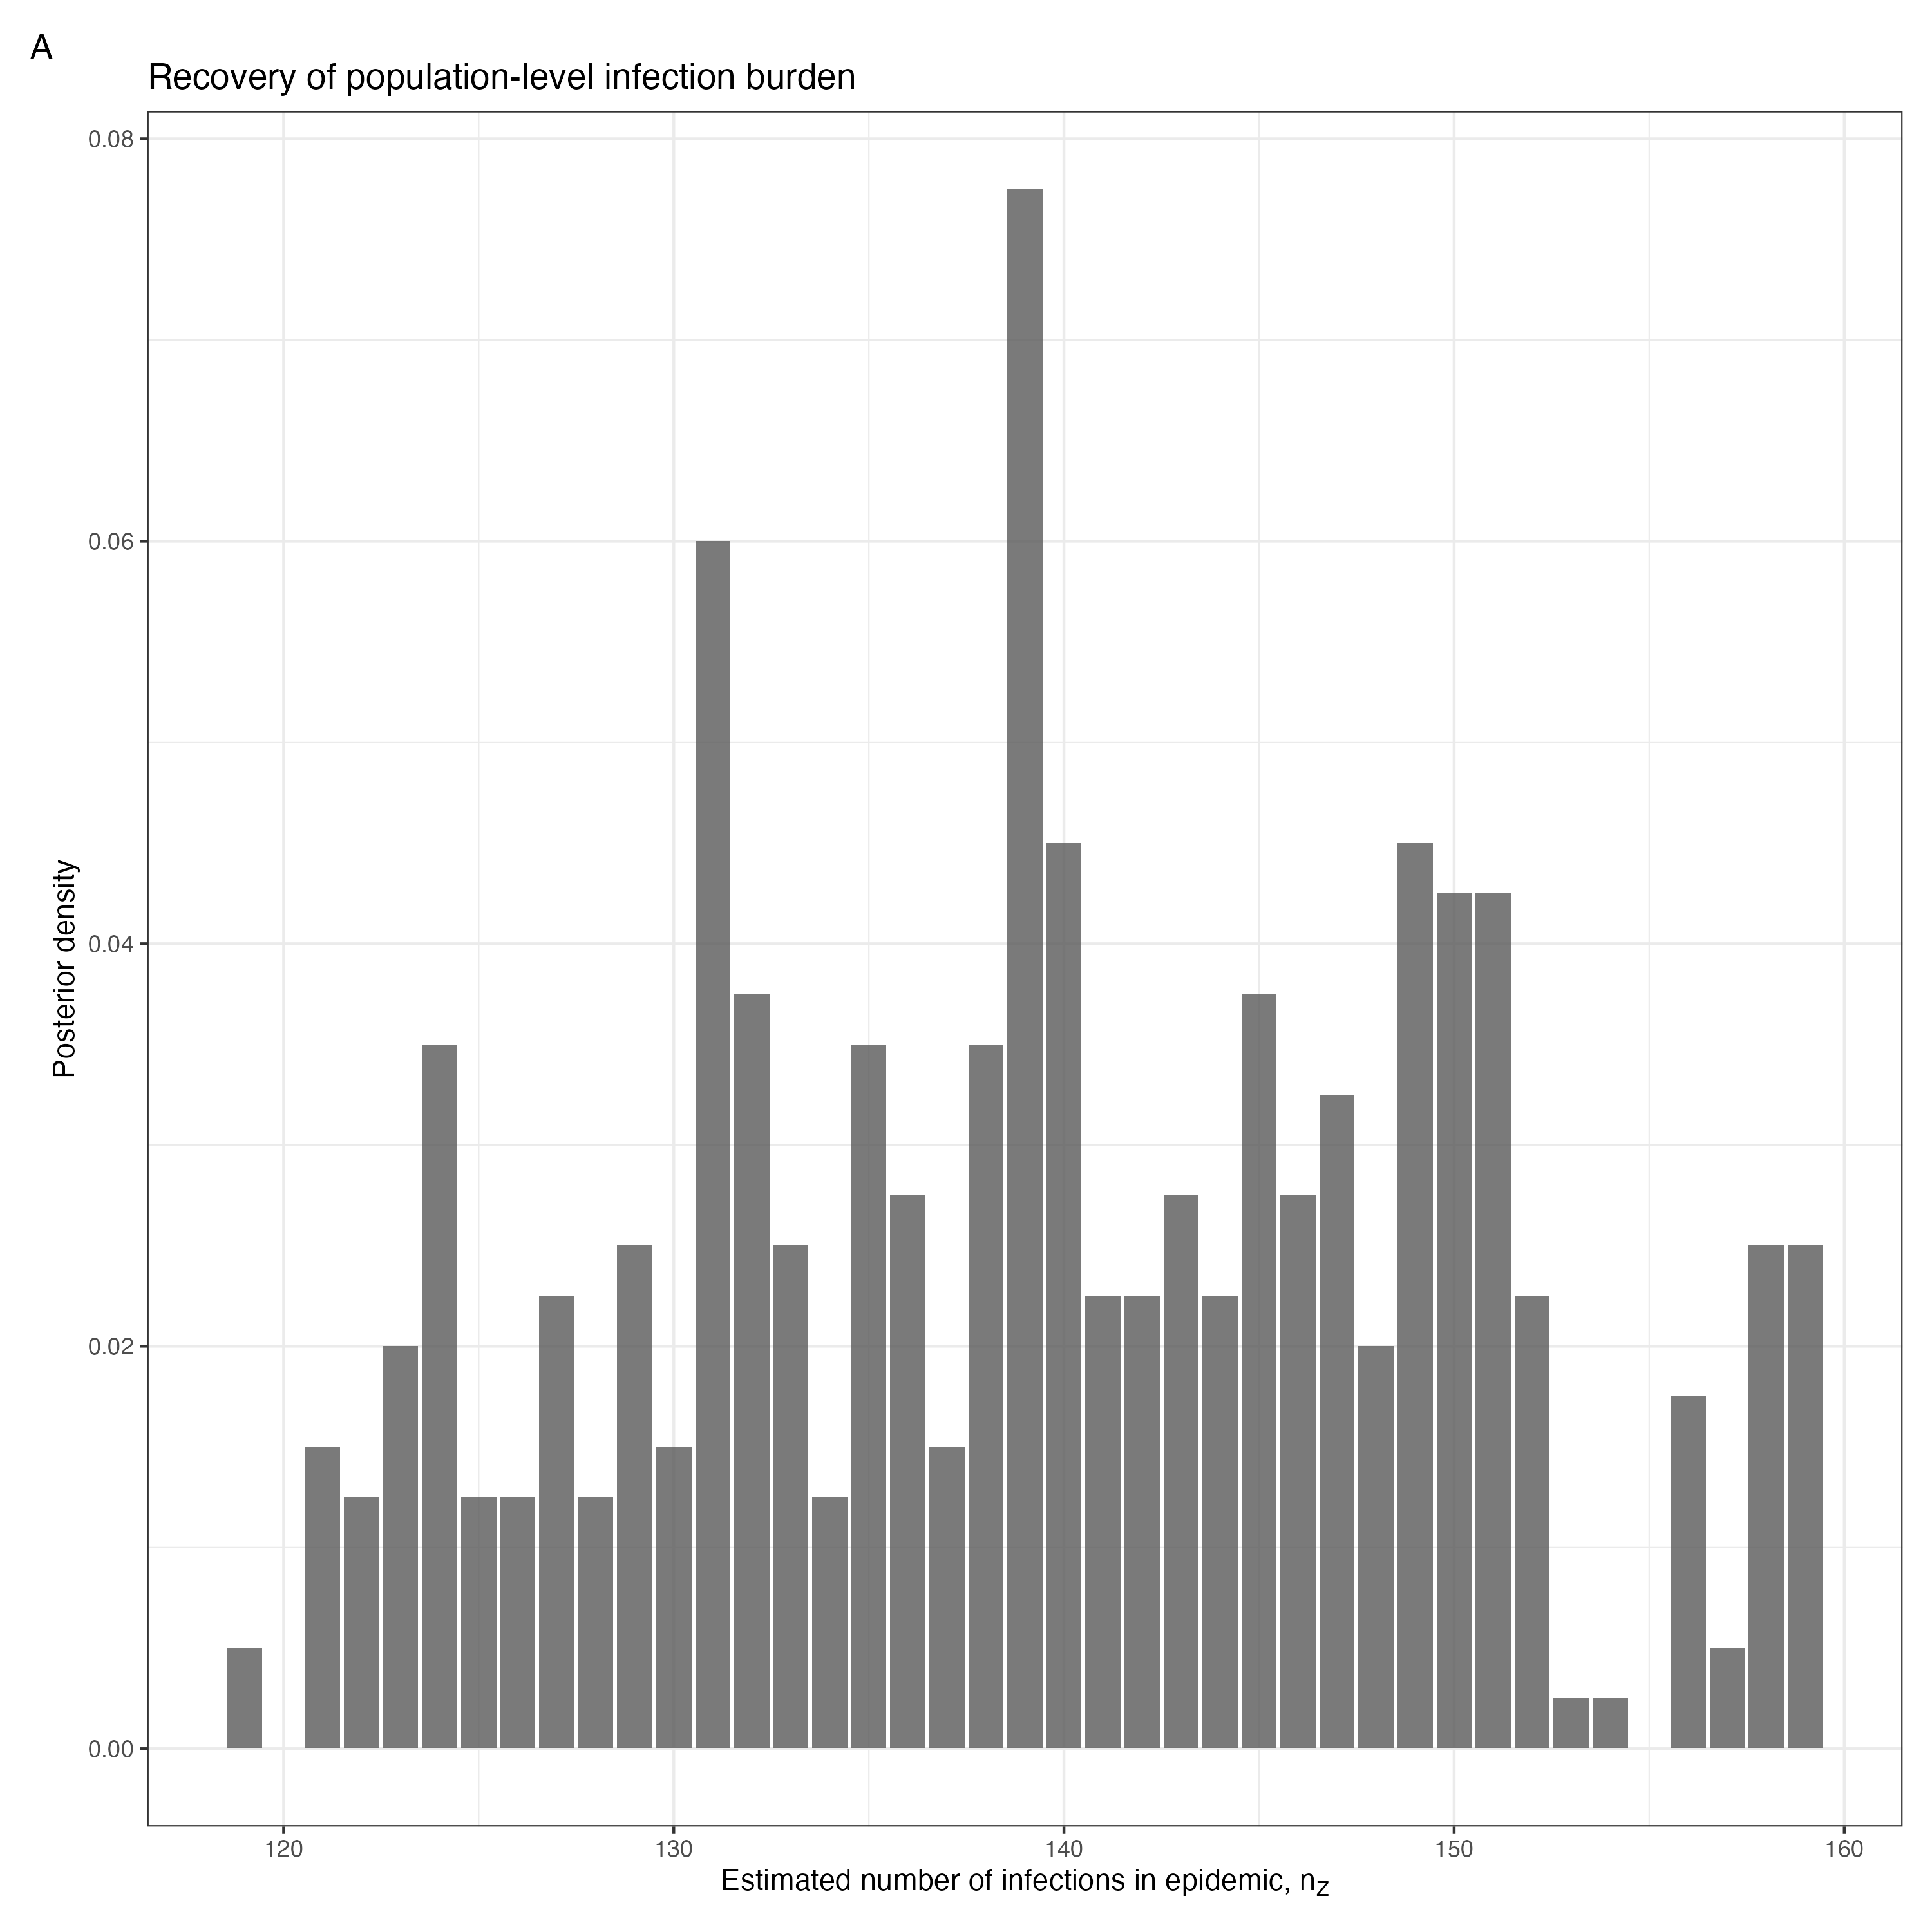 A
Recovery of population-level infection burden
0.08
0.06
0.04
0.02
0.00
Posterior density
120 130 140 150 160
Estimated number of infections in epidemic, nZ